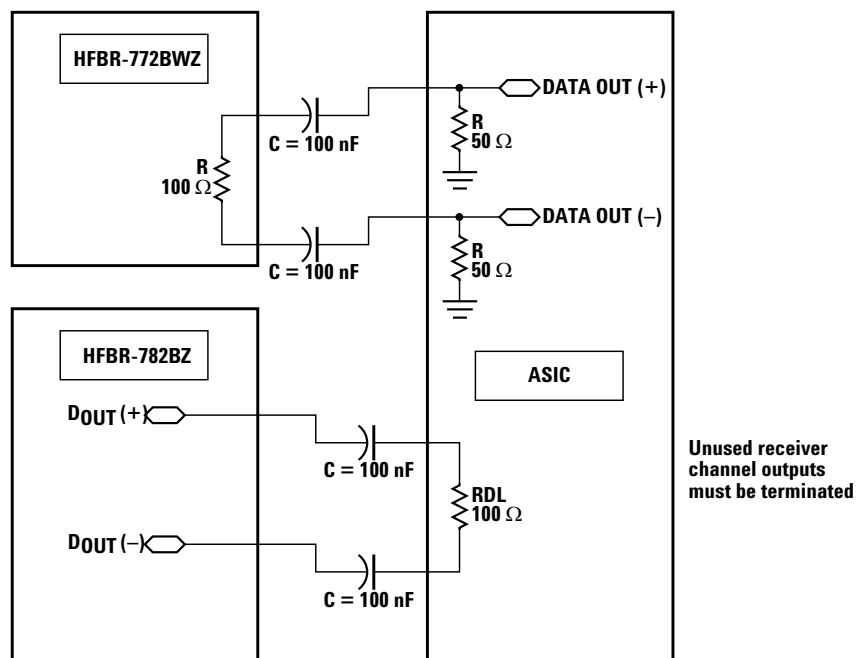 HFBR-772BWZ
C = 100 nF
R
100 Ω
C = 100 nF
DATA OUT (+)
R
50 Ω
DATA OUT (–)
R
50 Ω
HFBR-782BZ
DOUT (+)
C = 100 nF
DOUT (–)
C = 100 nF
RDL
100 Ω
ASIC
Unused receiver
channel outputs
must be terminated